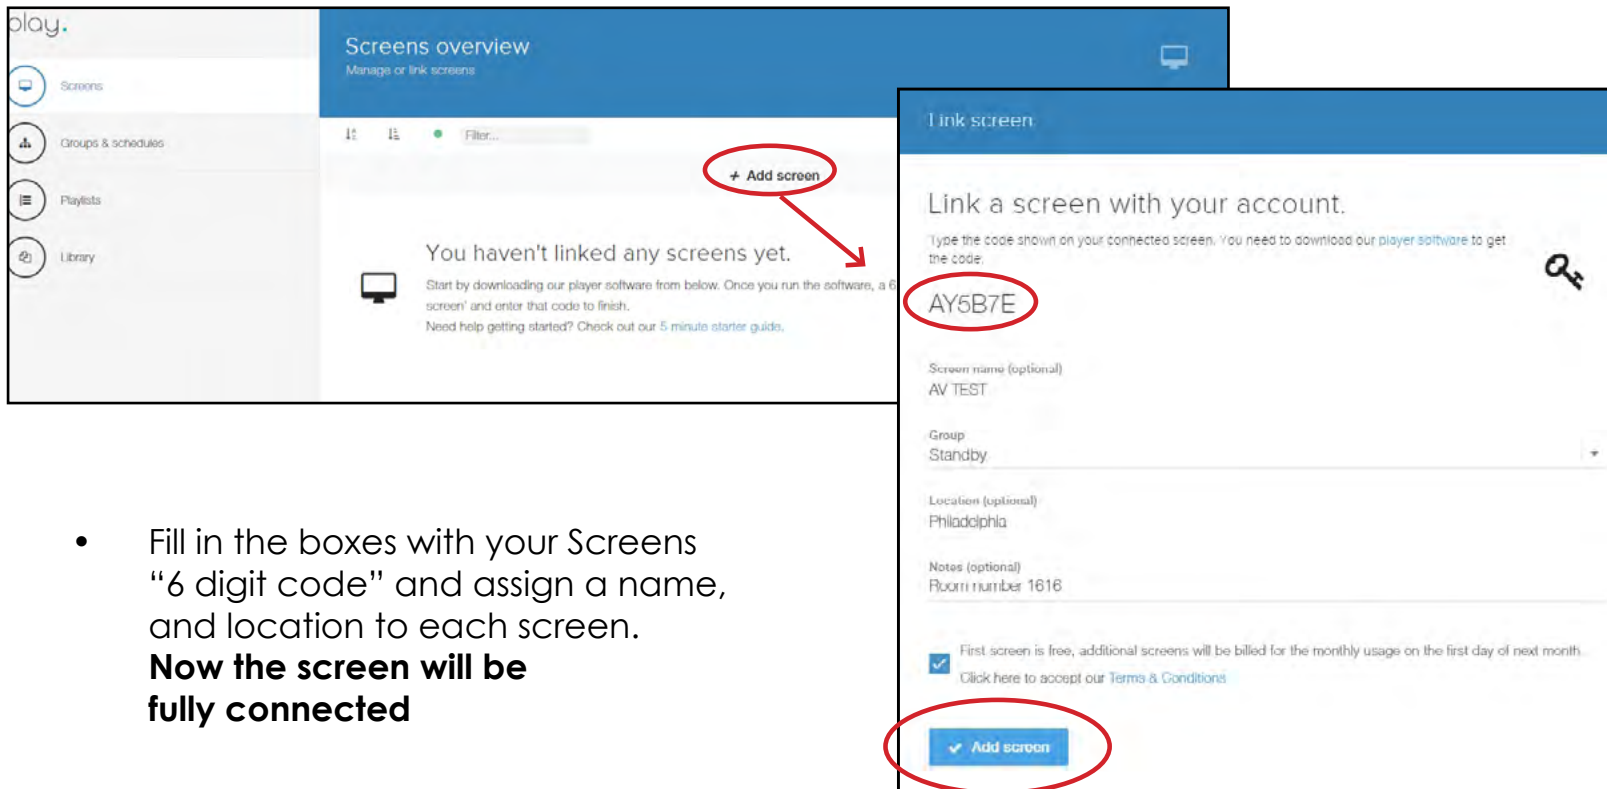 play.
Screens overview
Manage or link screens
Screens
Groups & schedules
Playlists
Library
Filter...
+ Add screen
You haven't linked any screens yet.
Start by downloading our player software from below. Once you run the software, a 6
screen' and enter that code to finish.
Need help getting started? Check out our 5 minute starter guide.
Link screen
Link a screen with your account.
Type the code shown on your connected screen. You need to download our player software to get
the code.
AY5B7E
Screen name (optional)
AV TEST
Group
Standby
Location (optional)
Philadelphia
Notes (optional)
Room number 1616
First screen is free, additional screens will be billed for the monthly usage on the first day of next month.
Click here to accept our Terms & Conditions
Add screen
• Fill in the boxes with your Screens
“6 digit code” and assign a name,
and location to each screen.
Now the screen will be
fully connected